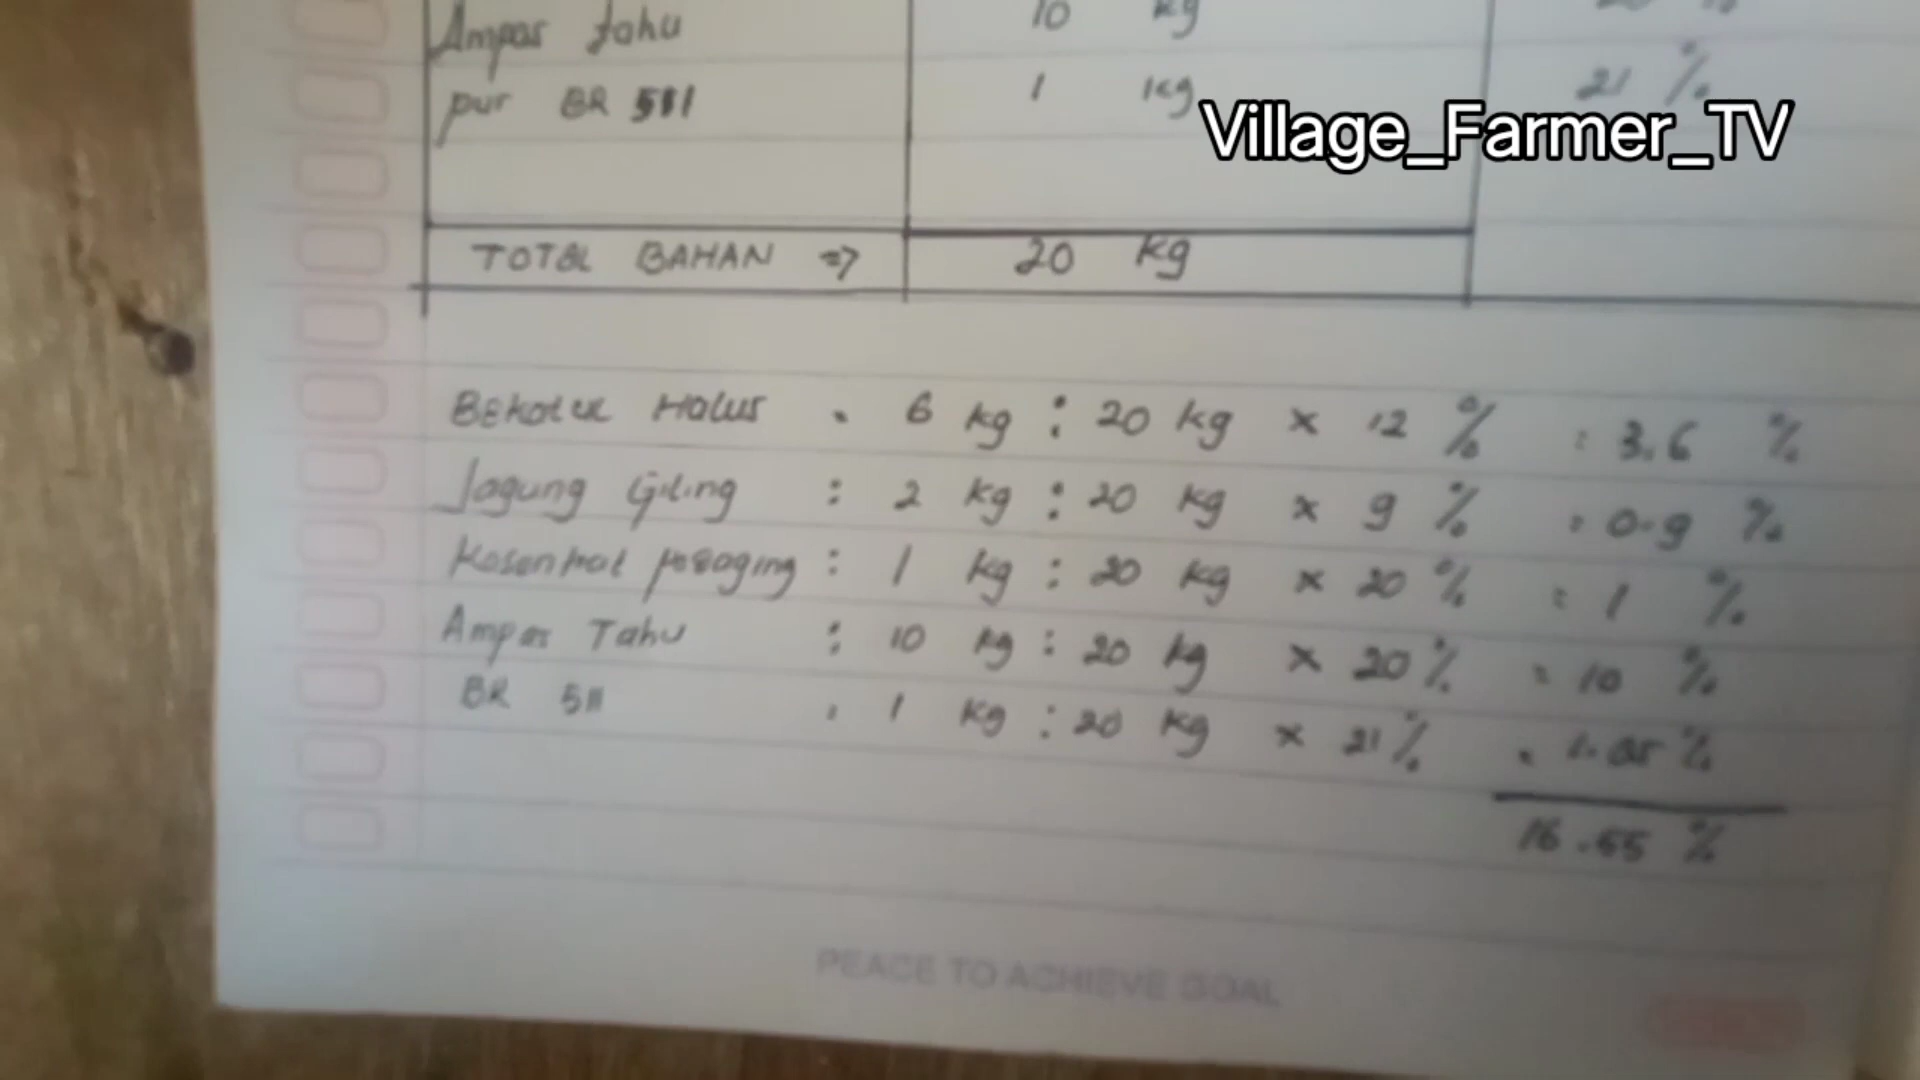 Ampas tahu 10 kg
pur BR 511 1 kg 21 %
Village_Farmer_TV
TOTAL BAHAN => 20 kg
Bekatul Halus : 6 kg : 20 kg x 12 % = 3.6 %
Jagung Giling : 2 kg : 20 kg x 9 % = 0.9 %
Kosentrat : 1 kg : 20 kg x 20 % = 1 %
Ampas Tahu : 10 kg : 20 kg x 20 % = 10 %
BR 511 : 1 kg : 20 kg x 21 % = 1.05 %
16.55 %
PEACE TO ACHIEVE GOAL